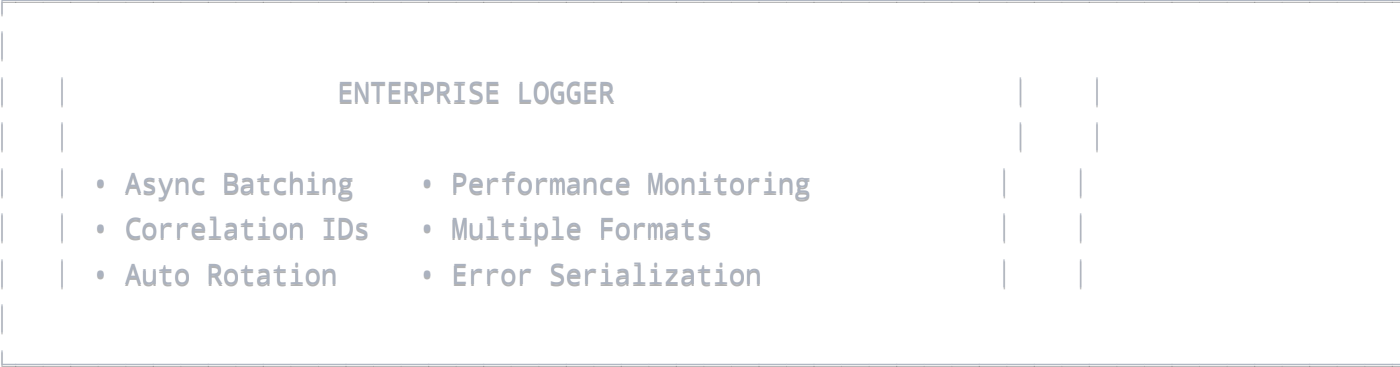 ENTERPRISE LOGGER
• Async Batching • Performance Monitoring
• Correlation IDs • Multiple Formats
• Auto Rotation • Error Serialization